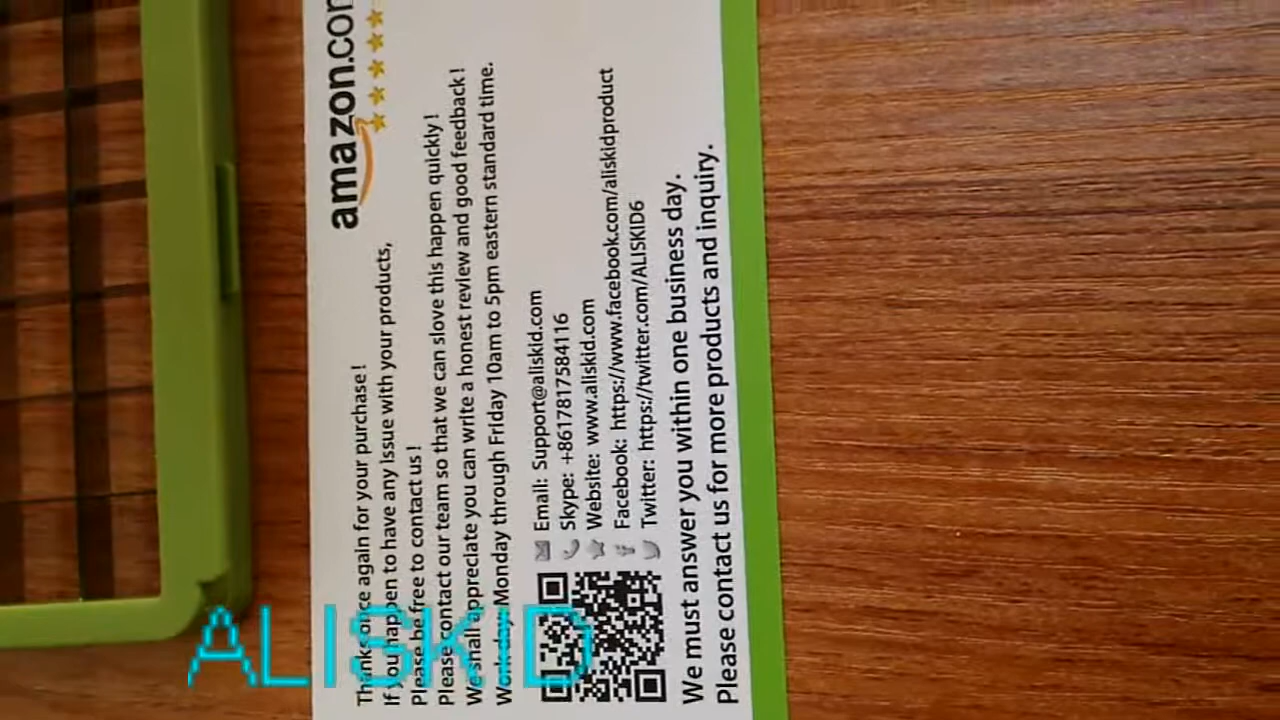 amazon.co
Thanks once again for your purchase!
If you happen to have any issue with your products,
Please be free to contact us!
Please contact our team so that we can slove this happen quickly!
We shall appreciate you can write a honest review and good feedback!
Work days Monday through Friday 10am to 5pm eastern standard time.
Email: Support@aliskid.com
Skype: +8617817584116
Website: www.aliskid.com
Facebook: https://www.facebook.com/aliskidproduct
Twitter: https://twitter.com/ALISKID6
We must answer you within one business day.
Please contact us for more products and inquiry.
ALISKID